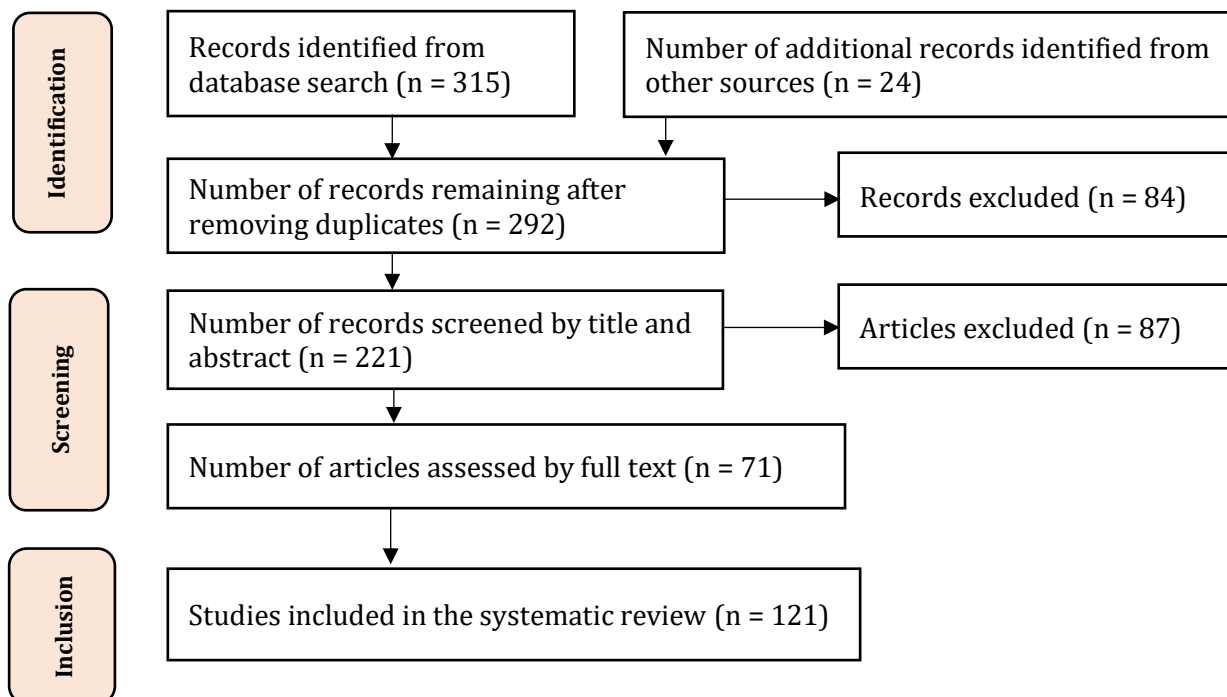 Identification
Records identified from
database search (n = 315)
Number of additional records identified from
other sources (n = 24)
Number of records remaining after
removing duplicates (n = 292)
Records excluded (n = 84)
Screening
Number of records screened by title and
abstract (n = 221)
Articles excluded (n = 87)
Number of articles assessed by full text (n = 71)
Inclusion
Studies included in the systematic review (n = 121)